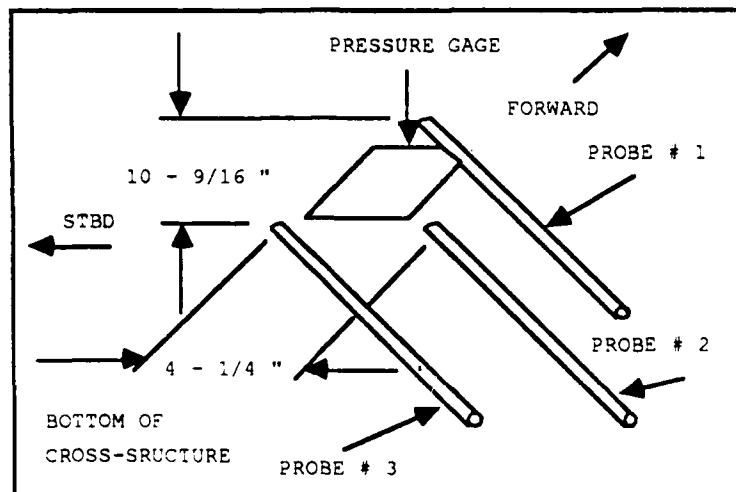 PRESSURE GAGE
FORWARD
PROBE # 1
10 - 9/16 "
STBD
PROBE # 2
4 - 1/4 "
BOTTOM OF
CROSS-SRUCTURE
PROBE # 3